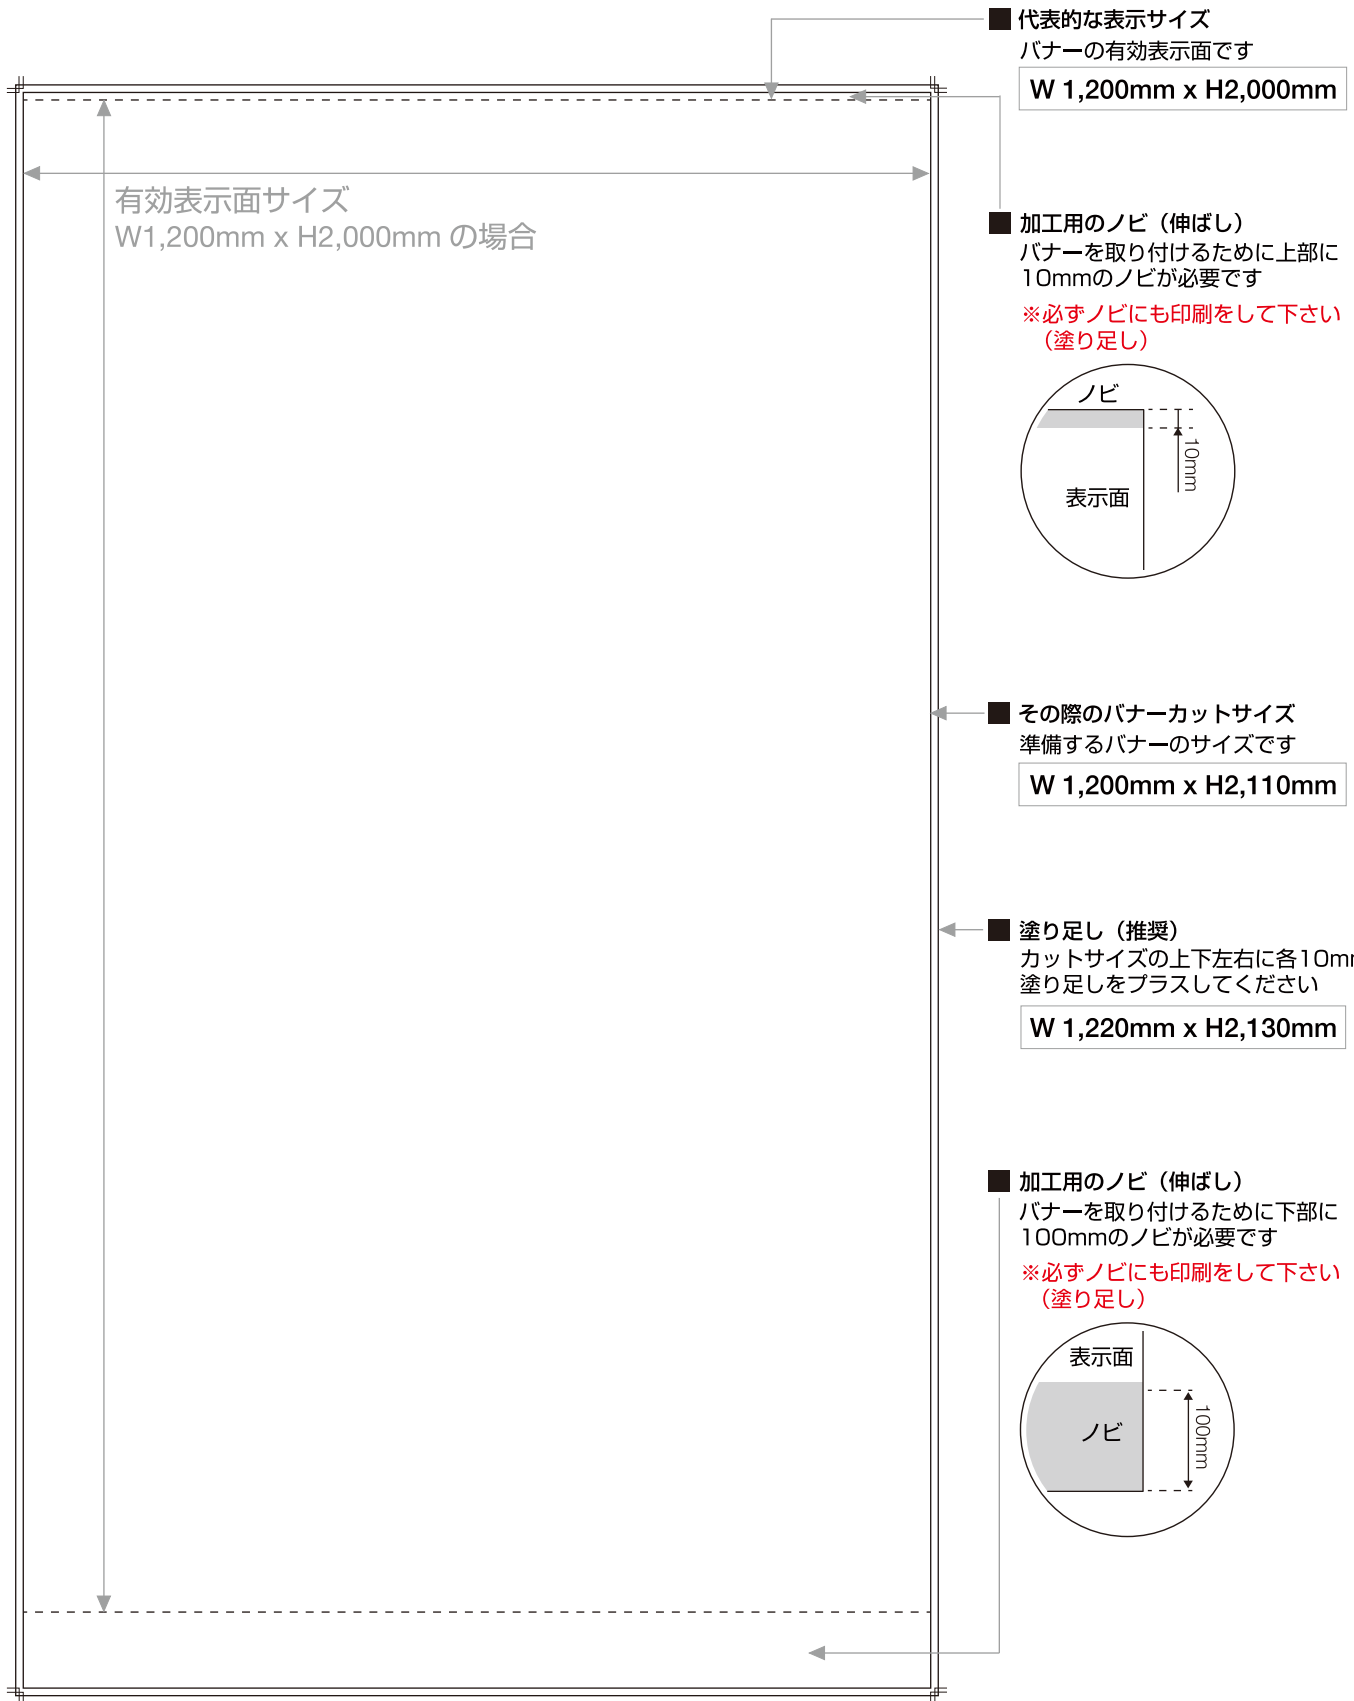 ■ 代表的な表示サイズ
バナーの有効表示面です
W 1,200mm x H2,000mm
有効表示面サイズ
W1,200mm x H2,000mm の場合
■ 加工用のノビ（伸ばし）
バナーを取り付けるために上部に
10mmのノビが必要です
※必ずノビにも印刷をして下さい
（塗り足し）
ノビ
10mm
表示面
■ その際のバナーカットサイズ
準備するバナーのサイズです
W 1,200mm x H2,110mm
■ 塗り足し（推奨）
カットサイズの上下左右に各10m
塗り足しをプラスしてください
W 1,220mm x H2,130mm
■ 加工用のノビ（伸ばし）
バナーを取り付けるために下部に
100mmのノビが必要です
※必ずノビにも印刷をして下さい
（塗り足し）
表示面
ノビ
100mm